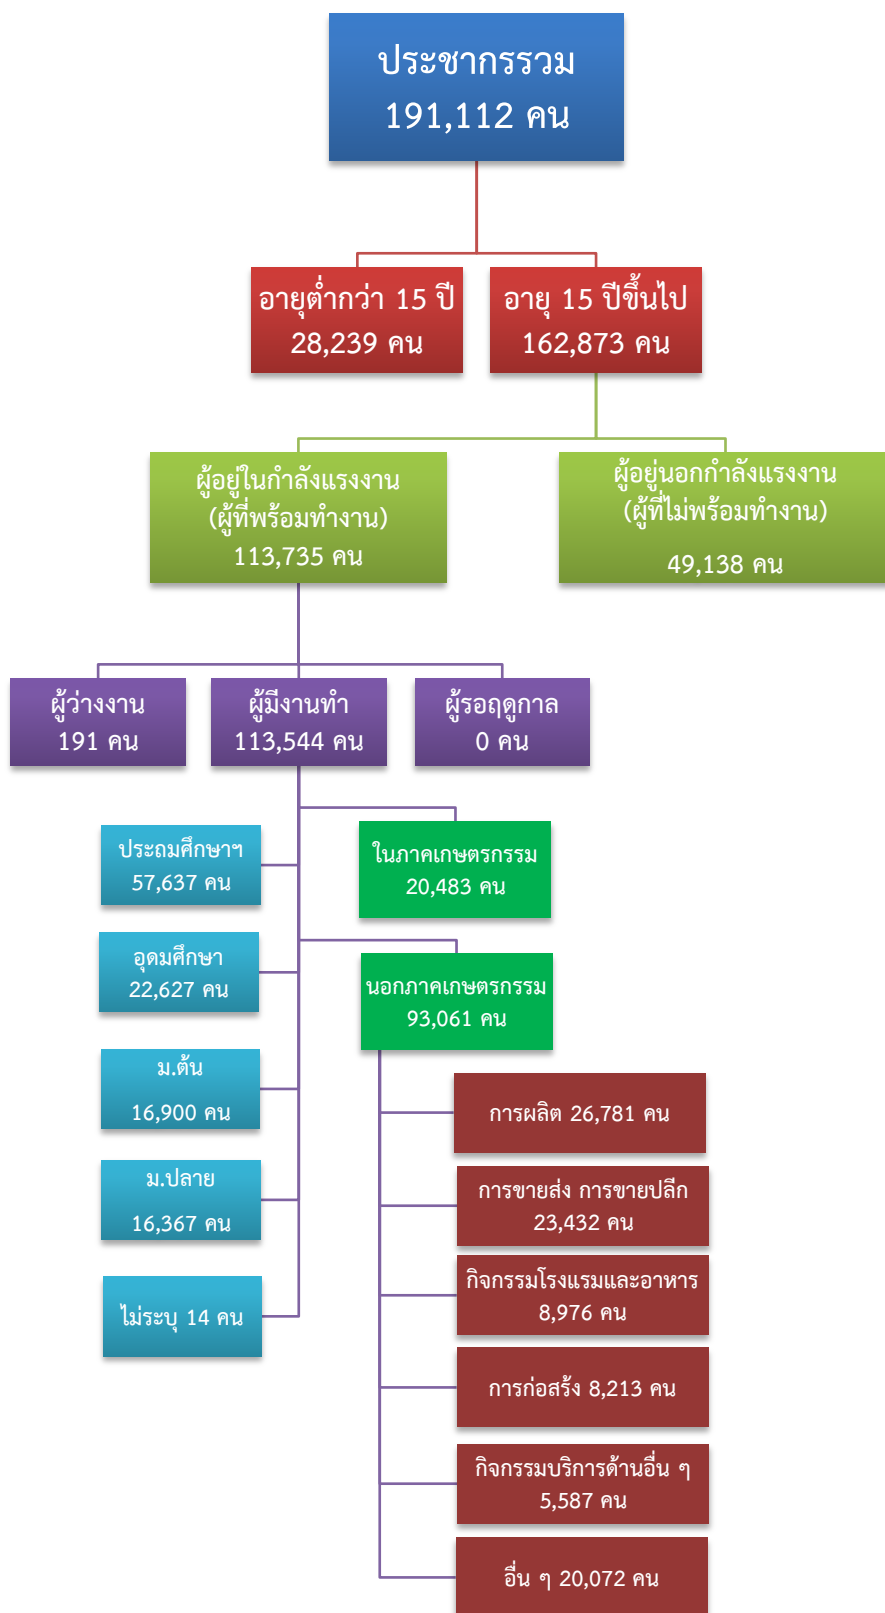 ประชากรรวม
191,112 คน
อายุต่ำกว่า 15 ปี
28,239 คน
อายุ 15 ปีขึ้นไป
162,873 คน
ผู้อยู่ในกำลังแรงงาน
(ผู้ที่พร้อมทำงาน)
113,735 คน
ผู้อยู่นอกกำลังแรงงาน
(ผู้ที่ไม่พร้อมทำงาน)
49,138 คน
ผู้ว่างงาน
191 คน
ผู้มีงานทำ
113,544 คน
ผู้รอฤดูกาล
0 คน
ประถมศึกษาฯ
57,637 คน
อุดมศึกษา
22,627 คน
ม.ต้น
16,900 คน
ม.ปลาย
16,367 คน
ไม่ระบุ 14 คน
ในภาคเกษตรกรรม
20,483 คน
นอกภาคเกษตรกรรม
93,061 คน
การผลิต 26,781 คน
การขายส่ง การขายปลีก
23,432 คน
กิจกรรมโรงแรมและอาหาร
8,976 คน
การก่อสร้ง 8,213 คน
กิจกรรมบริการด้านอื่น ๆ
5,587 คน
อื่น ๆ 20,072 คน